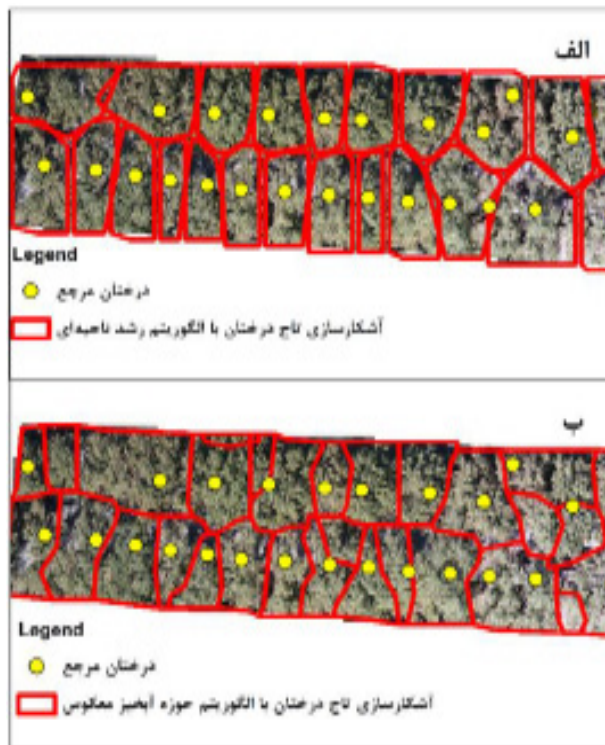 الف
Legend
درختان مرجع
آشکارسازی تاج درختان با الگوریتم رشد ناحیه‌ای
ب
Legend
درختان مرجع
آشکارسازی تاج درختان با الگوریتم حوزه آبخیز معکوس